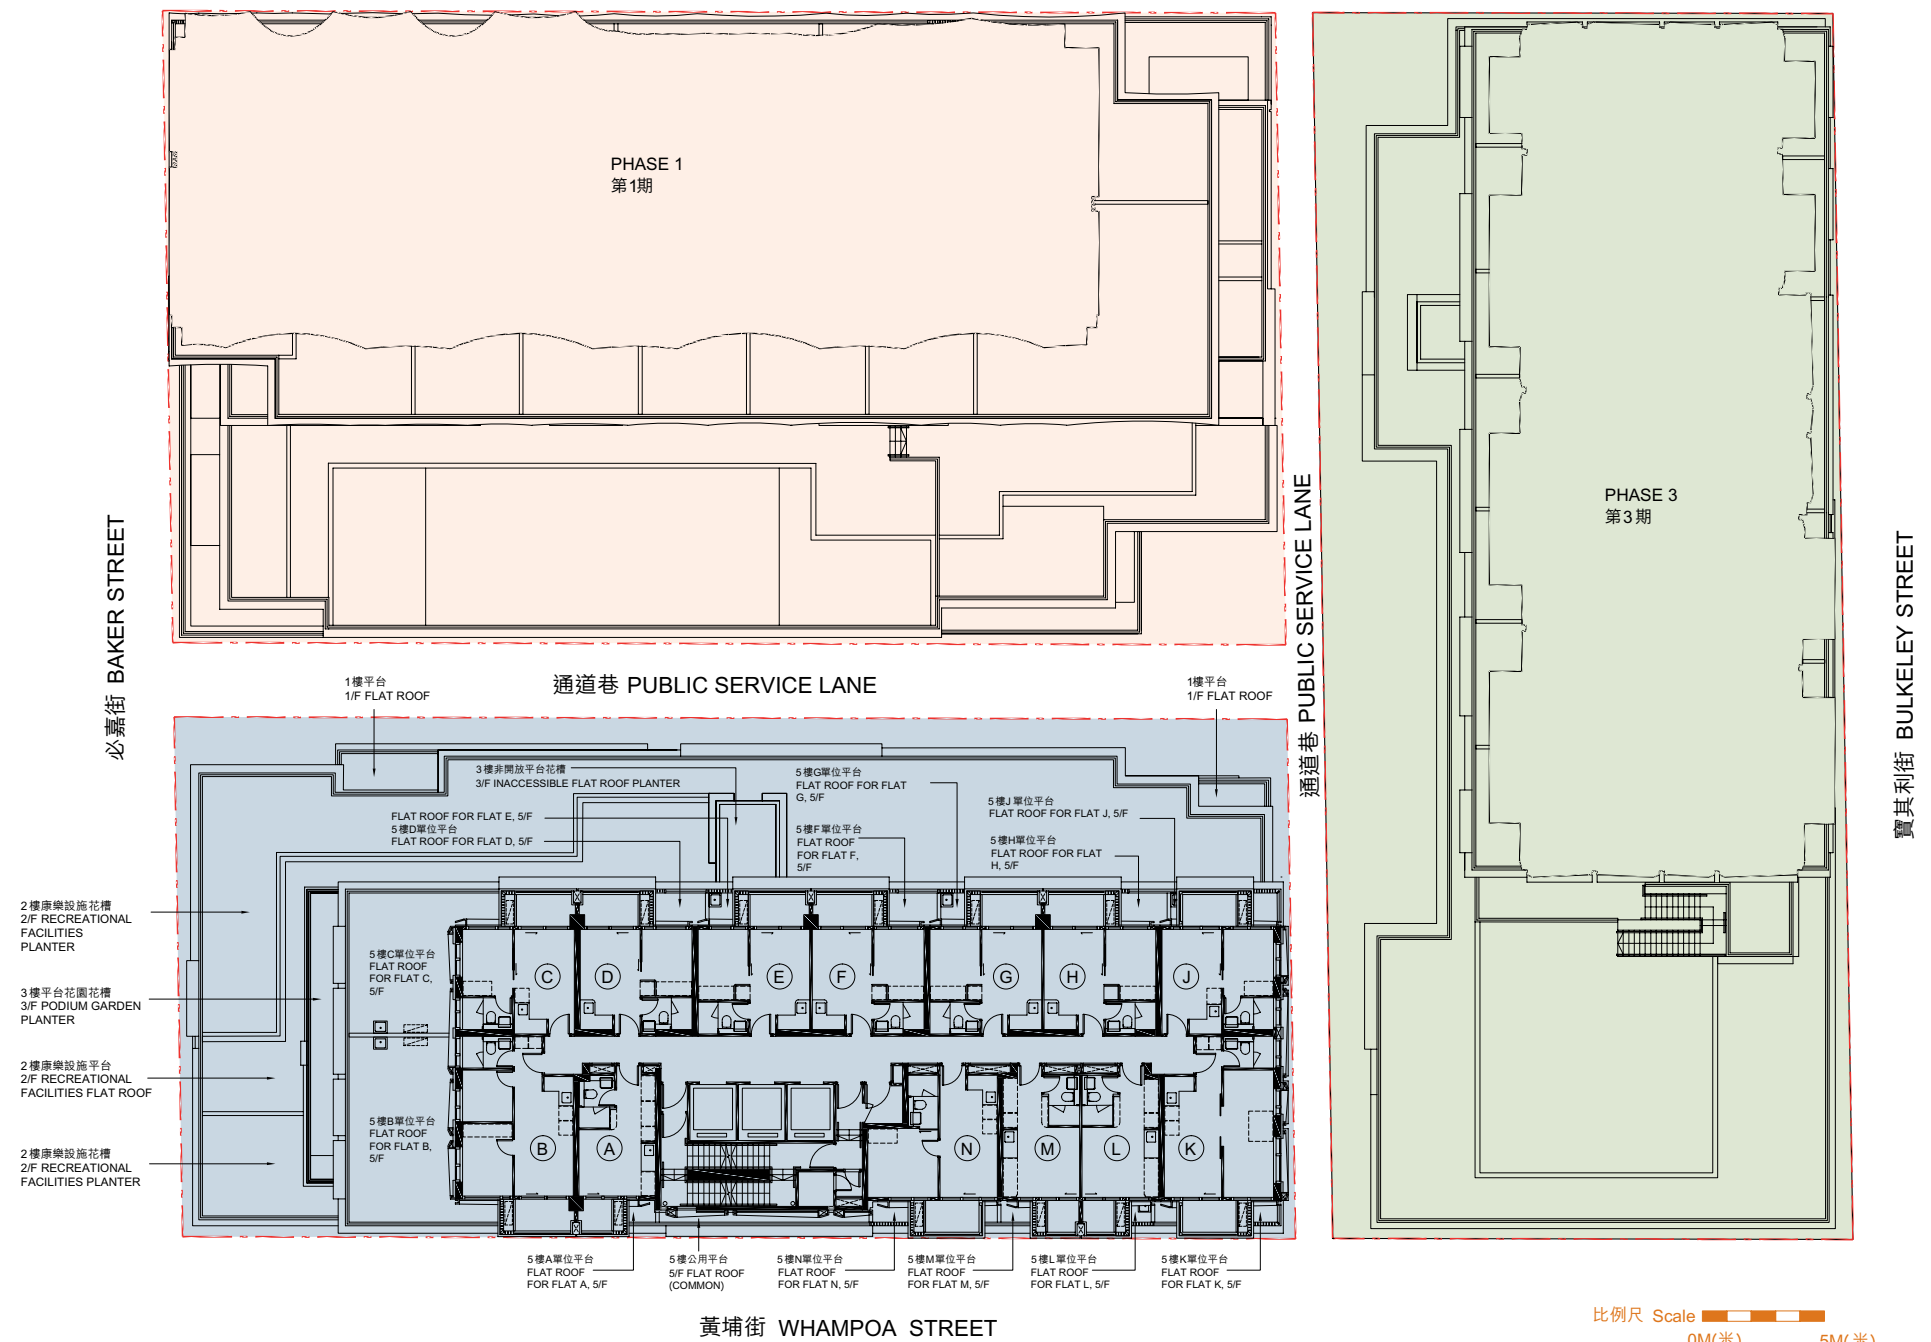 PHASE 1
第1期
PHASE 3
第3期
必嘉街 BAKER STREET
通道巷 PUBLIC SERVICE LANE
通道巷 PUBLIC SERVICE LANE
寶其利街 BULKELEY STREET
1樓平台
1/F FLAT ROOF
1樓平台
1/F FLAT ROOF
3樓非開放平台花槽
3/F INACCESSIBLE FLAT ROOF PLANTER
5樓G單位平台
FLAT ROOF FOR FLAT
G, 5/F
FLAT ROOF FOR FLAT E, 5/F
5樓D單位平台
FLAT ROOF FOR FLAT D, 5/F
5樓F單位平台
FLAT ROOF
FOR FLAT F,
5/F
5樓J單位平台
FLAT ROOF FOR FLAT J, 5/F
5樓H單位平台
FLAT ROOF FOR FLAT
H, 5/F
2樓康樂設施花槽
2/F RECREATIONAL
FACILITIES
PLANTER
3樓平台花園花槽
3/F PODIUM GARDEN
PLANTER
2樓康樂設施平台
2/F RECREATIONAL
FACILITIES FLAT ROOF
2樓康樂設施花槽
2/F RECREATIONAL
FACILITIES PLANTER
5樓C單位平台
FLAT ROOF
FOR FLAT C,
5/F
5樓B單位平台
FLAT ROOF
FOR FLAT B,
5/F
C
D
E
F
G
H
J
B
A
N
M
L
K
5樓A單位平台
FLAT ROOF
FOR FLAT A, 5/F
5樓公用平台
5/F FLAT ROOF
(COMMON)
5樓N單位平台
FLAT ROOF
FOR FLAT N, 5/F
5樓M單位平台
FLAT ROOF
FOR FLAT M, 5/F
5樓L單位平台
FLAT ROOF
FOR FLAT L, 5/F
5樓K單位平台
FLAT ROOF
FOR FLAT K, 5/F
黃埔街 WHAMPOA STREET
比例尺 Scale
0M(米) 5M(米)